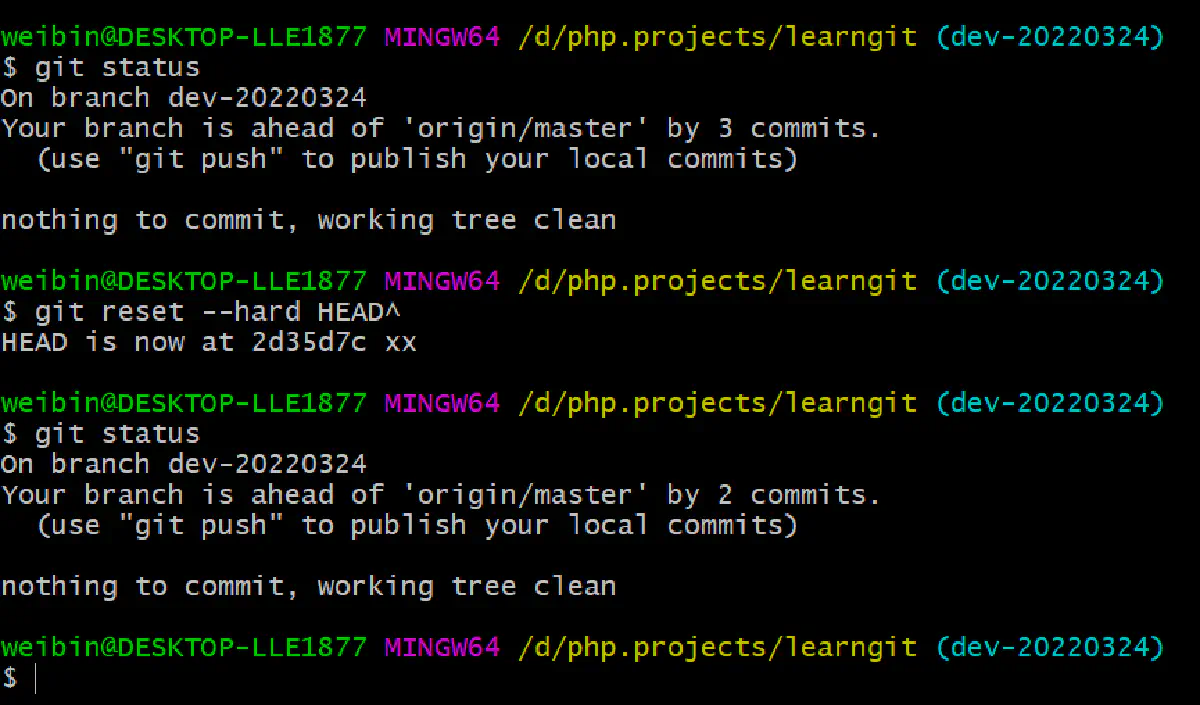 weibin@DESKTOP-LLE1877 MINGW64 /d/php.projects/learngit (dev-20220324)
$ git status
On branch dev-20220324
Your branch is ahead of 'origin/master' by 3 commits.
  (use "git push" to publish your local commits)
nothing to commit, working tree clean
weibin@DESKTOP-LLE1877 MINGW64 /d/php.projects/learngit (dev-20220324)
$ git reset --hard HEAD^
HEAD is now at 2d35d7c xx
weibin@DESKTOP-LLE1877 MINGW64 /d/php.projects/learngit (dev-20220324)
$ git status
On branch dev-20220324
Your branch is ahead of 'origin/master' by 2 commits.
  (use "git push" to publish your local commits)
nothing to commit, working tree clean
weibin@DESKTOP-LLE1877 MINGW64 /d/php.projects/learngit (dev-20220324)
$